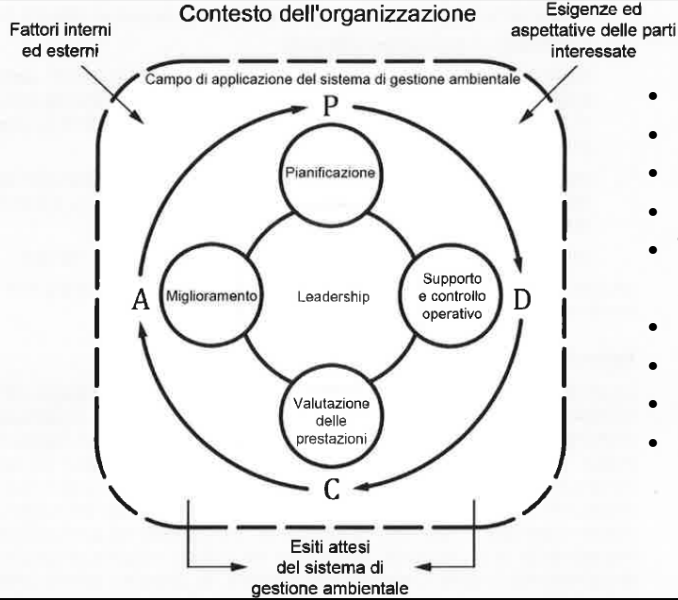 Contesto dell'organizzazione
Fattori interni
ed esterni
Esigenze ed
aspettative delle parti
interessate
Campo di applicazione del sistema di gestione ambientale
P
Pianificazione
A
Miglioramento
Leadership
Supporto
e controllo
operativo
D
Valutazione
delle
prestazioni
C
Esiti attesi
del sistema di
gestione ambientale